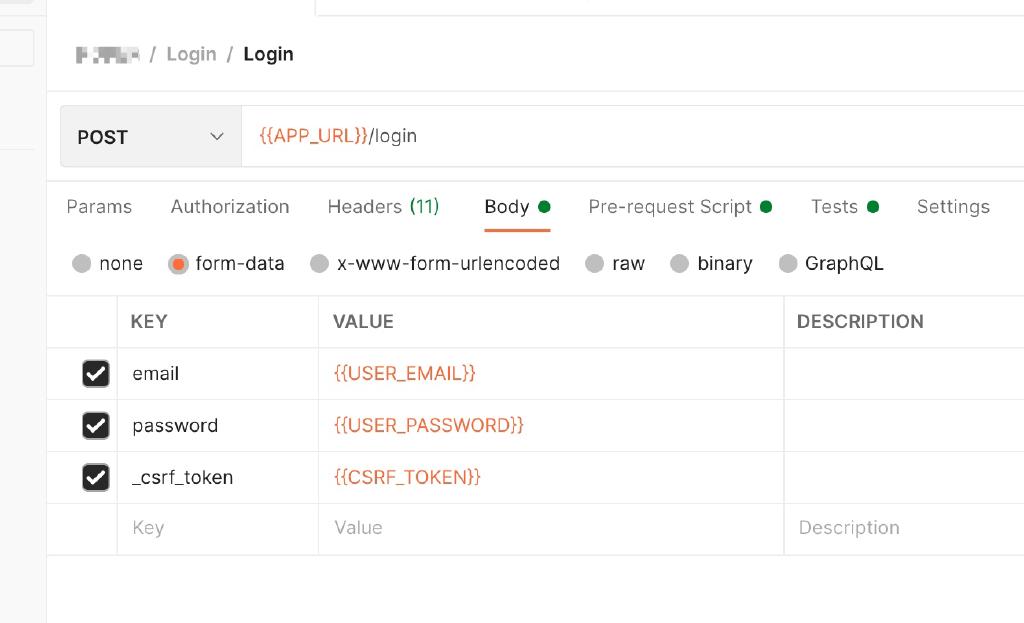 / Login / Login
POST {{APP_URL}}/login
Params Authorization Headers (11) Body Pre-request Script Tests Settings
none form-data x-www-form-urlencoded raw binary GraphQL
KEY VALUE DESCRIPTION
email {{USER_EMAIL}}
password {{USER_PASSWORD}}
_csrf_token {{CSRF_TOKEN}}
Key Value Description